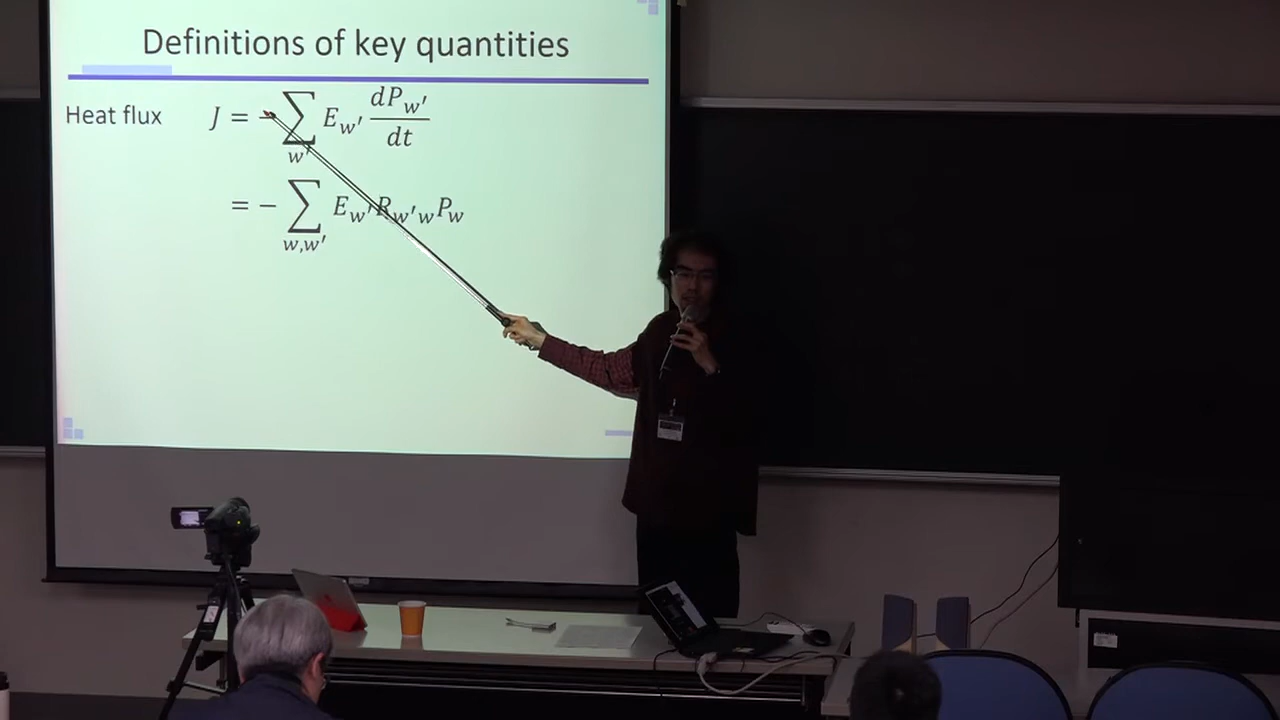 Definitions of key quantities
Heat flux J = − ∑_{w'} E_{w'} dP_{w'}/dt
= − ∑_{w,w'} E_{w'} R_{w'w} P_w